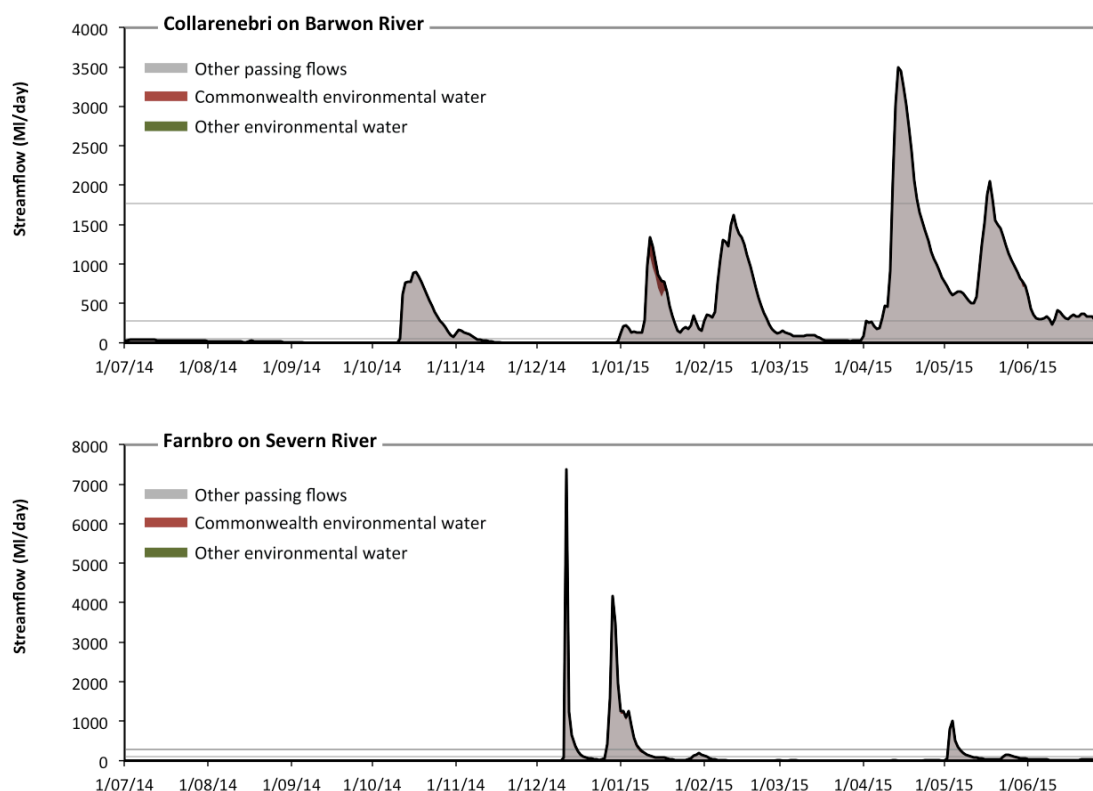 Collarenebri on Barwon River
Streamflow (Ml/day)
4000
3500
3000
2500
2000
1500
1000
500
0
Other passing flows
Commonwealth environmental water
Other environmental water
1/07/14 1/08/14 1/09/14 1/10/14 1/11/14 1/12/14 1/01/15 1/02/15 1/03/15 1/04/15 1/05/15 1/06/15
Farnbro on Severn River
Streamflow (Ml/day)
8000
7000
6000
5000
4000
3000
2000
1000
0
Other passing flows
Commonwealth environmental water
Other environmental water
1/07/14 1/08/14 1/09/14 1/10/14 1/11/14 1/12/14 1/01/15 1/02/15 1/03/15 1/04/15 1/05/15 1/06/15